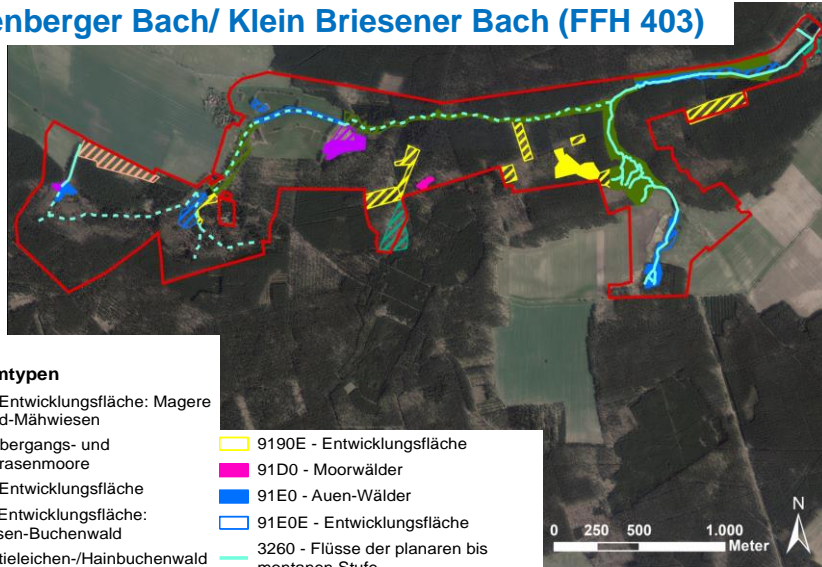 enberger Bach/ Klein Briesener Bach (FFH 403)
ntypen
Entwicklungsfläche: Magere
d-Mähwiesen
bergangs- und
rasenmoore
Entwicklungsfläche
Entwicklungsfläche:
sen-Buchenwald
tieleichen-/Hainbuchenwald
9190E - Entwicklungsfläche
91D0 - Moorwälder
91E0 - Auen-Wälder
91E0E - Entwicklungsfläche
3260 - Flüsse der planaren bis
montanen Stufe
0 250 500 1.000
Meter
N